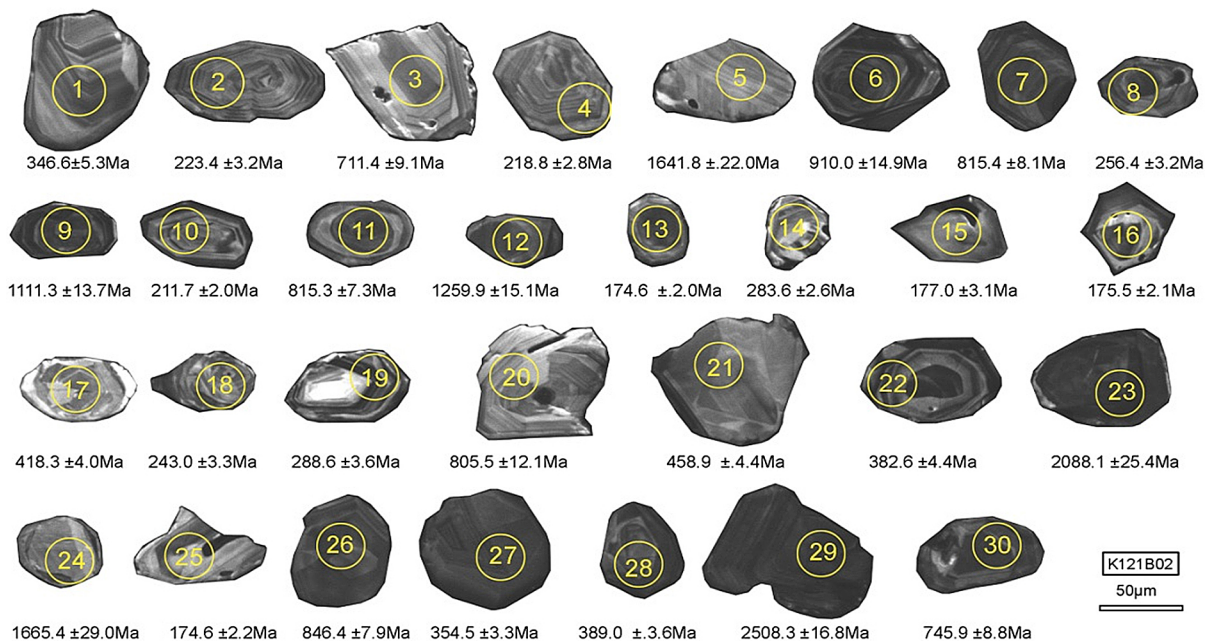 1 2 3 4 5 6 7 8
346.6±5.3Ma 223.4 ±3.2Ma 711.4 ±9.1Ma 218.8 ±2.8Ma 1641.8 ±.22.0Ma 910.0 ±14.9Ma 815.4 ±8.1Ma 256.4 ±3.2Ma
9 10 11 12 13 14 15 16
1111.3 ±13.7Ma 211.7 ±2.0Ma 815.3 ±7.3Ma 1259.9 ±15.1Ma 174.6 ±.2.0Ma 283.6 ±2.6Ma 177.0 ±3.1Ma 175.5 ±2.1Ma
17 18 19 20 21 22 23
418.3 ±4.0Ma 243.0 ±3.3Ma 288.6 ±3.6Ma 805.5 ±12.1Ma 458.9 ±.4.4Ma 382.6 ±4.4Ma 2088.1 ±25.4Ma
24 25 26 27 28 29 30
K121B02
50µm
1665.4 ±29.0Ma 174.6 ±2.2Ma 846.4 ±7.9Ma 354.5 ±3.3Ma 389.0 ±.3.6Ma 2508.3 ±16.8Ma 745.9 ±8.8Ma